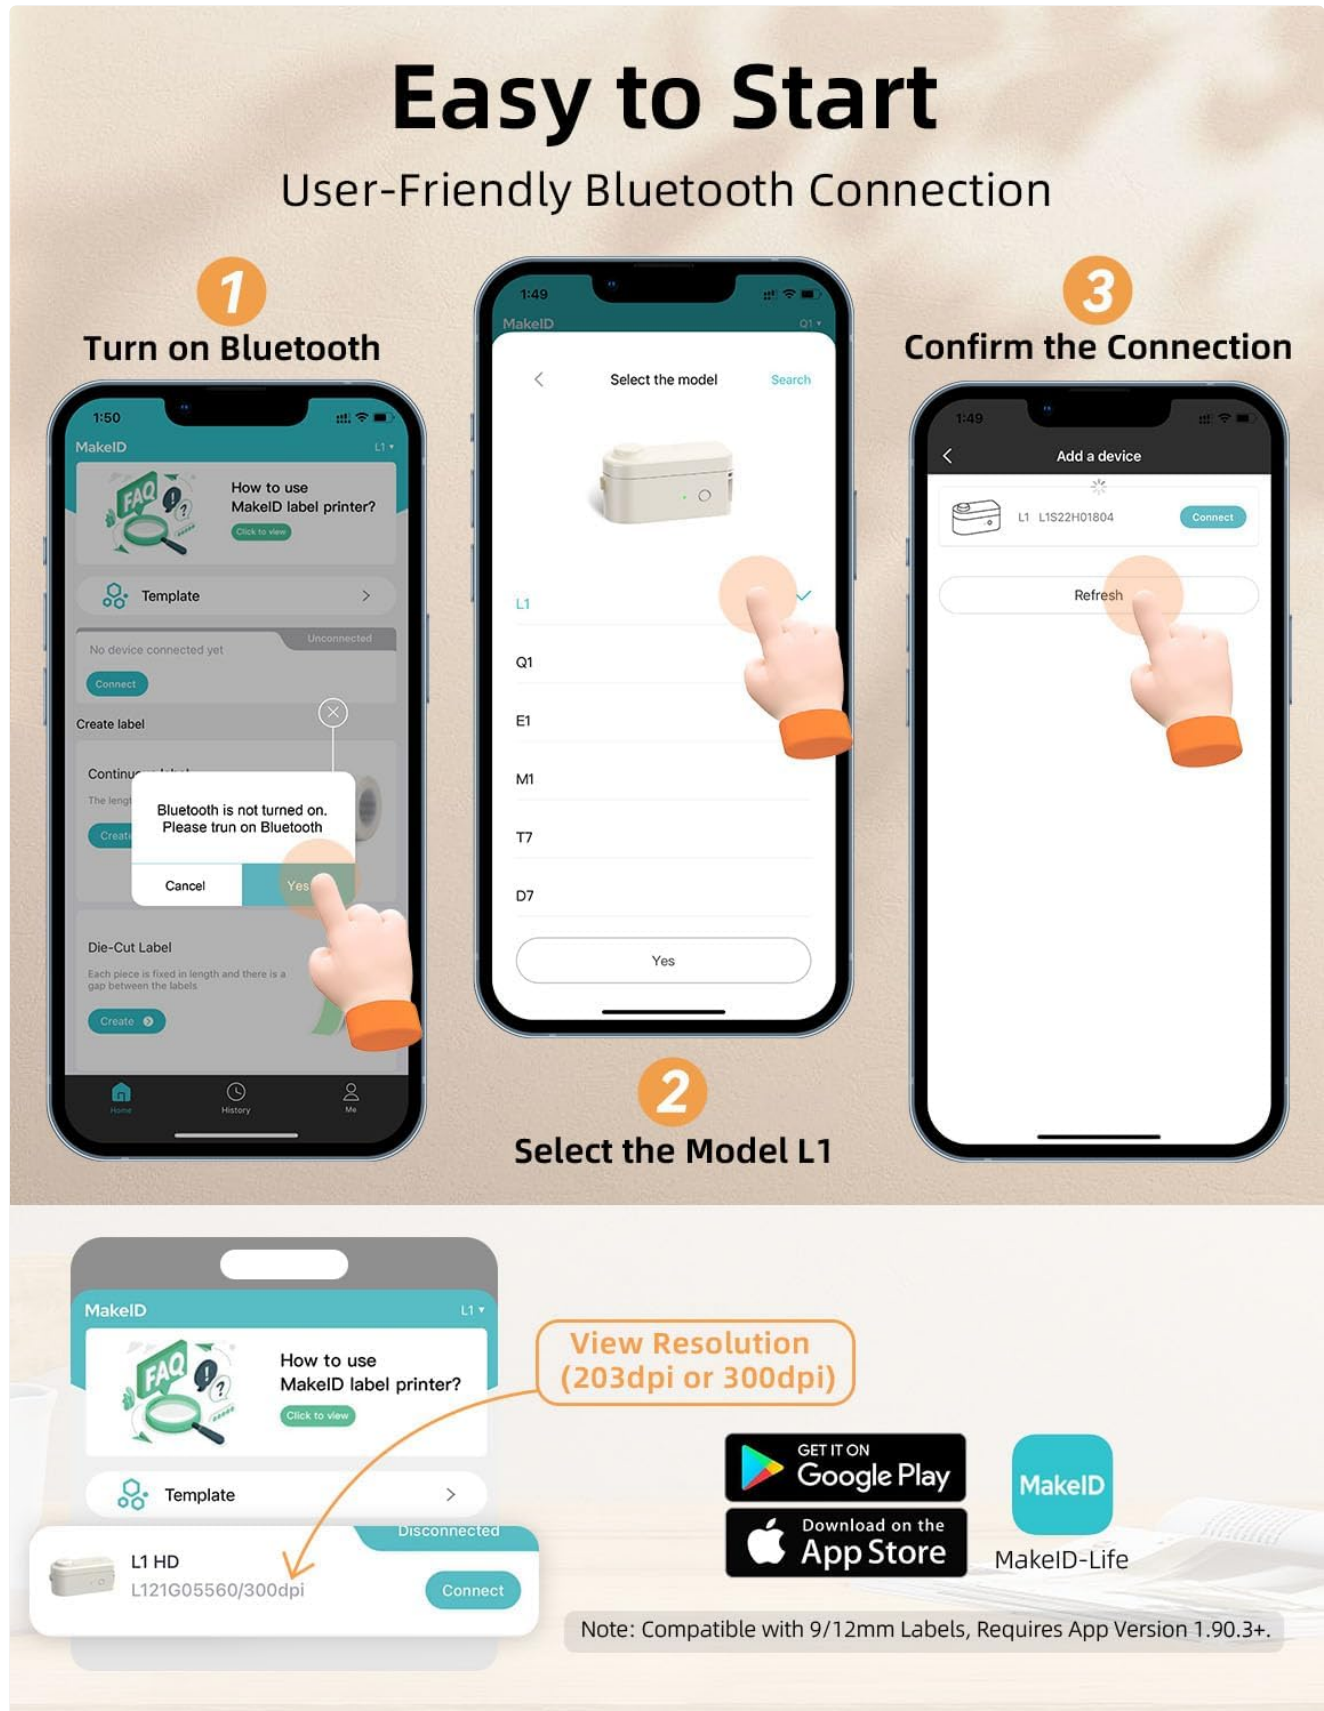 Easy to Start
User-Friendly Bluetooth Connection
1
Turn on Bluetooth
1:50
MakeID
L1
FAQ
How to use
MakeID label printer?
Click to view
Template
Unconnected
No device connected yet
Connect
Create label
The leng
Creat
Bluetooth is not turned on.
Please trun on Bluetooth
Cancel
Yes
Die-Cut Label
Each piece is fixed in length and there is a
gap between the labels
Create
Home
History
Me
1:49
MakeID
Q1
Select the model
Search
L1
Q1
E1
M1
T7
D7
Yes
2
Select the Model L1
3
Confirm the Connection
1:49
Add a device
L1 L1S22H01804
Connect
Refresh
MakeID
L1
FAQ
How to use
MakeID label printer?
Click to view
Template
Disconnected
L1 HD
L121G05560/300dpi
Connect
View Resolution
(203dpi or 300dpi)
GET IT ON
Google Play
Download on the
App Store
MakeID
MakeID-Life
Note: Compatible with 9/12mm Labels, Requires App Version 1.90.3+.